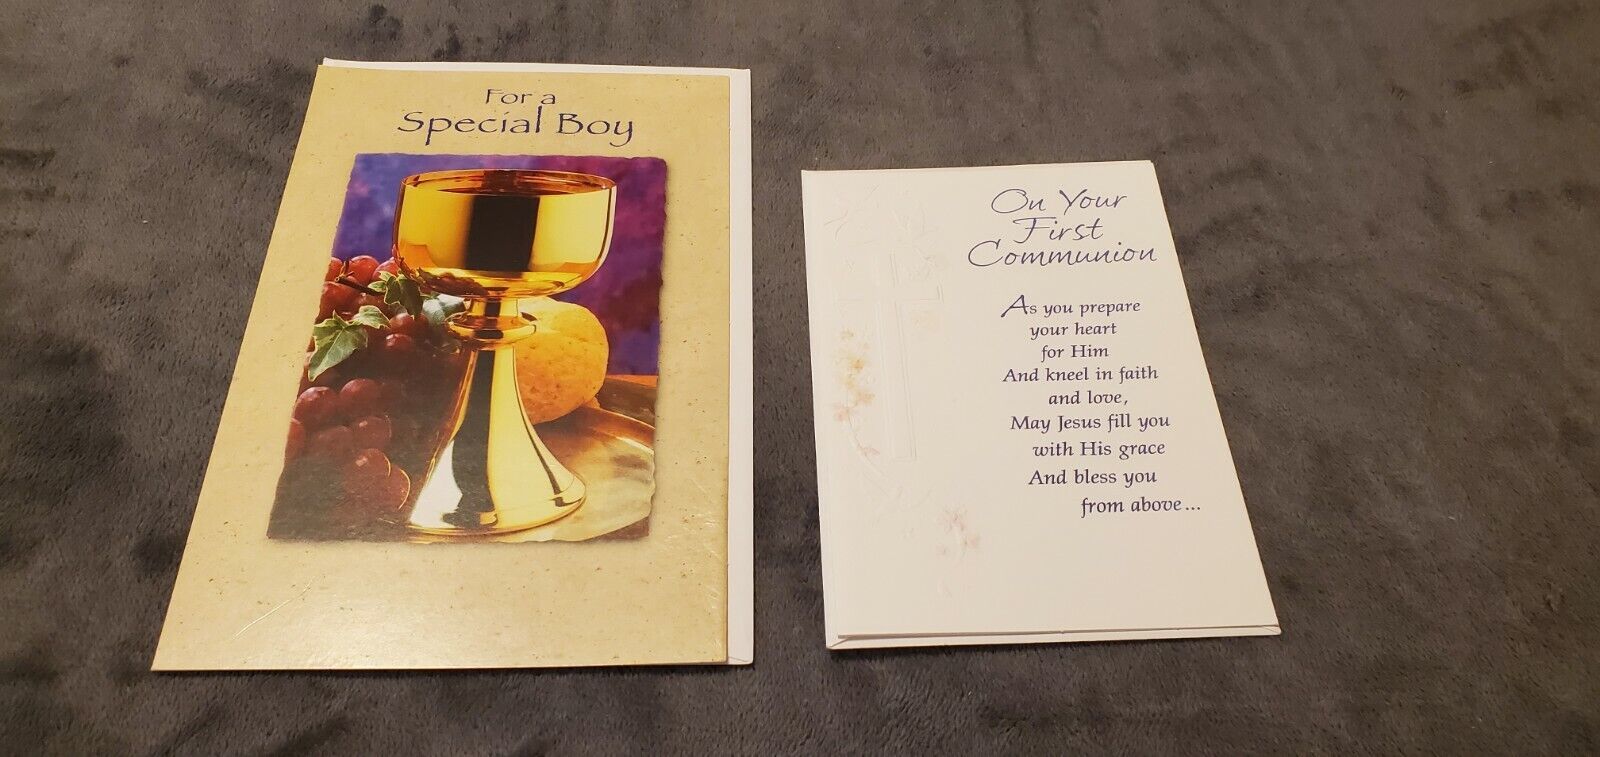 For a
Special Boy
On Your
First
Communion
As you prepare
your heart
for Him
And kneel in faith
and love,
May Jesus fill you
with His grace
And bless you
from above...